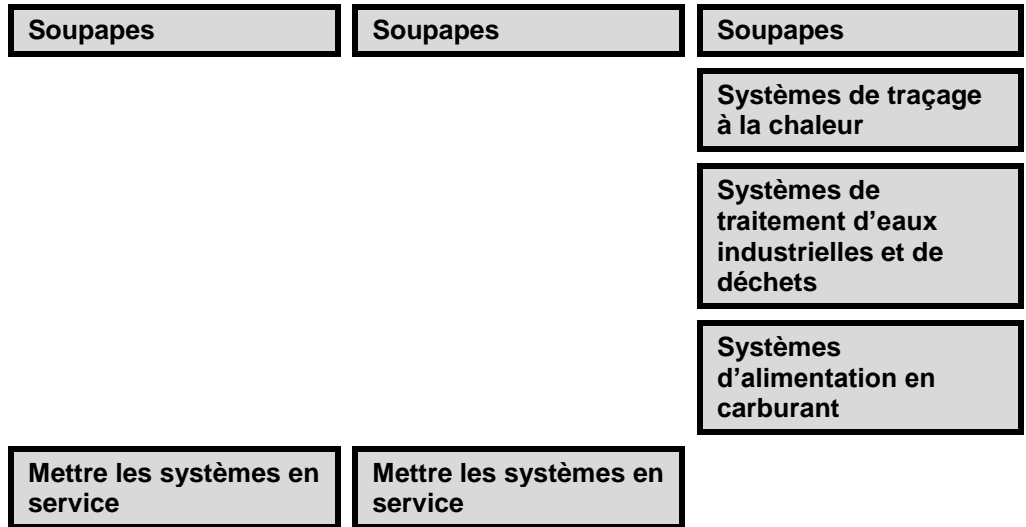 Soupapes
Soupapes
Soupapes
Systèmes de traçage
à la chaleur
Systèmes de
traitement d’eaux
industrielles et de
déchets
Systèmes
d’alimentation en
carburant
Mettre les systèmes en
service
Mettre les systèmes en
service